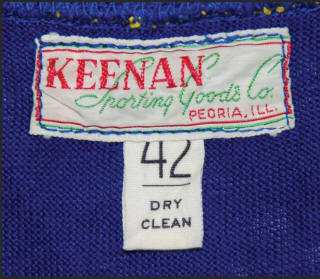 KEENAN
Sporting Goods Co.
PEORIA, ILL.
42
DRY
CLEAN